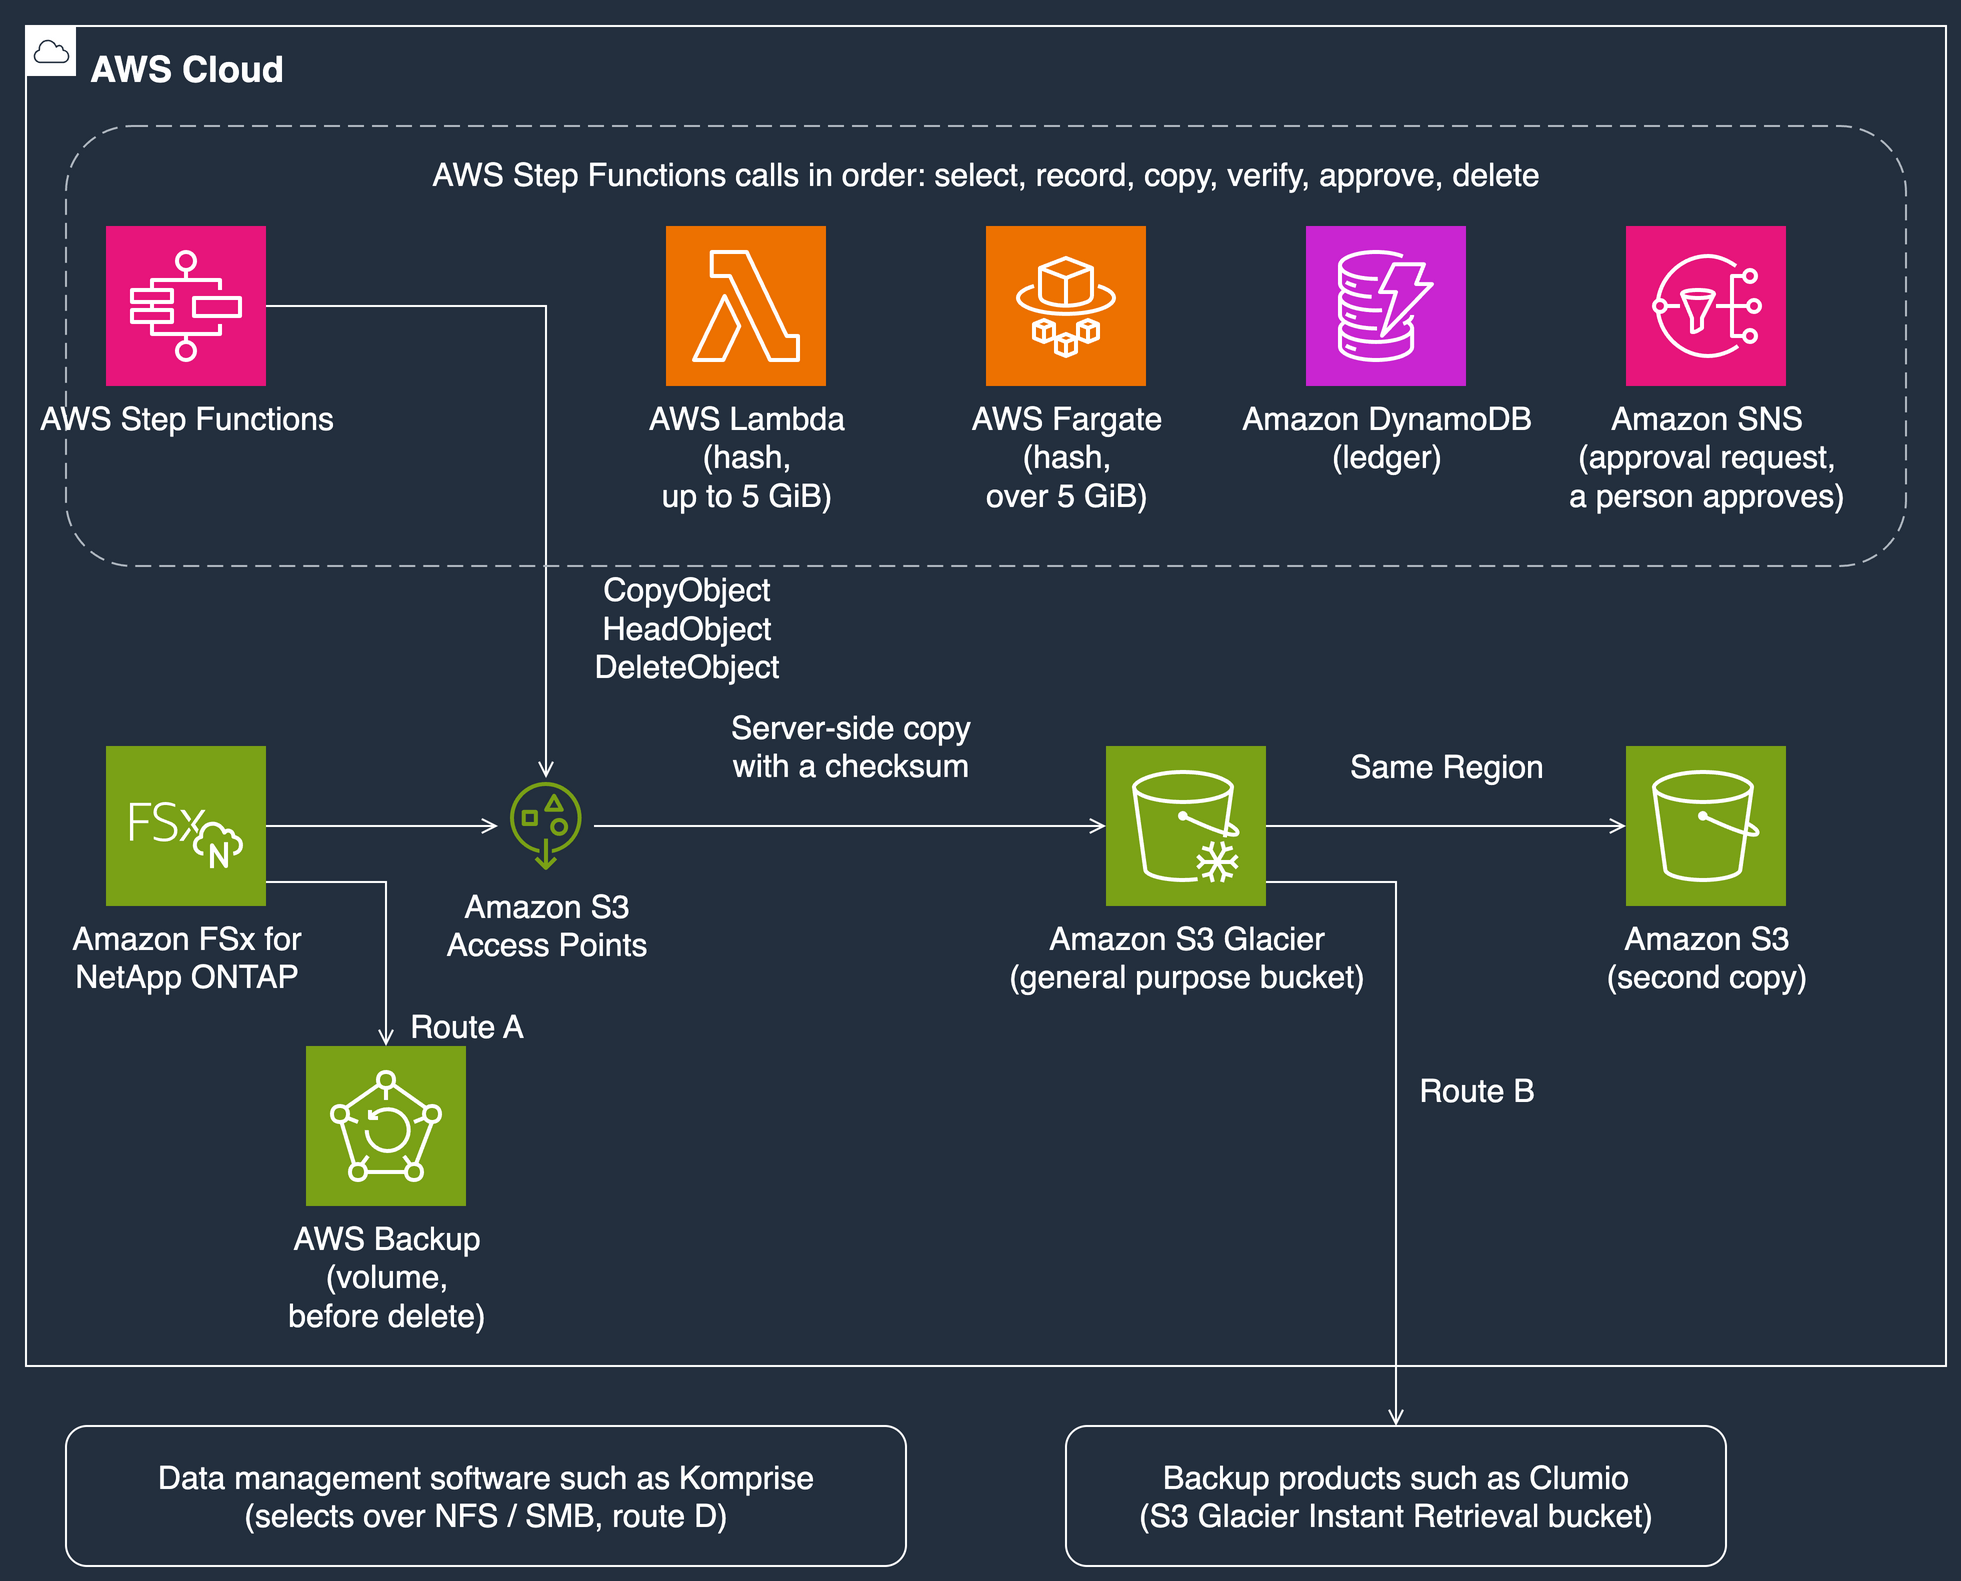 AWS Cloud
AWS Step Functions calls in order: select, record, copy, verify, approve, delete
AWS Step Functions
AWS Lambda
(hash,
up to 5 GiB)
AWS Fargate
(hash,
over 5 GiB)
Amazon DynamoDB
(ledger)
Amazon SNS
(approval request,
a person approves)
CopyObject
HeadObject
DeleteObject
Server-side copy
with a checksum
Same Region
FSx
N
Amazon FSx for
NetApp ONTAP
Amazon S3
Access Points
Amazon S3 Glacier
(general purpose bucket)
Amazon S3
(second copy)
Route A
Route B
AWS Backup
(volume,
before delete)
Data management software such as Komprise
(selects over NFS / SMB, route D)
Backup products such as Clumio
(S3 Glacier Instant Retrieval bucket)